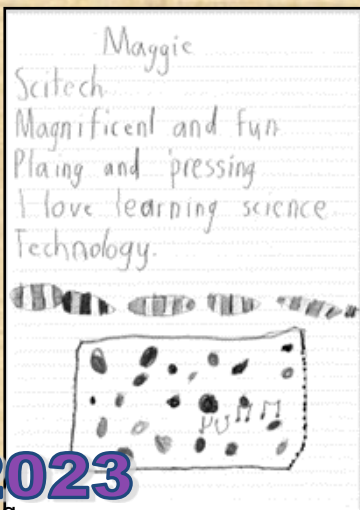 Maggie
Scitech
Magnificent and fun
Plaing and pressing
I love learning science
Technology.
2023